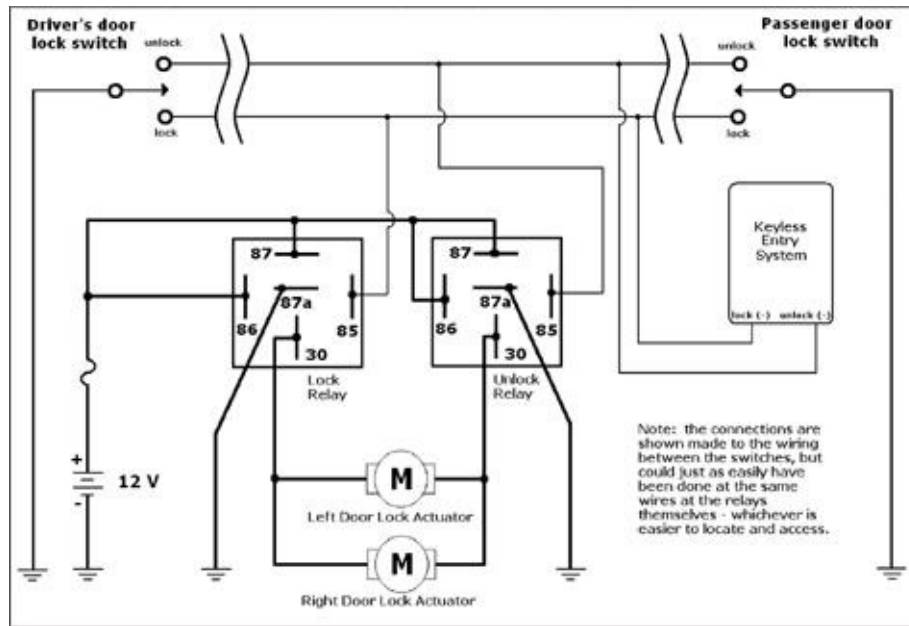 Driver's door
lock switch
unlock
lock
Passenger door
lock switch
unlock
lock
Keyless
Entry
System
lock (-) unlock (-)
87
87a
86
85
30
Lock
Relay
87
87a
86
85
30
Unlock
Relay
+
12 V
-
M
Left Door Lock Actuator
M
Right Door Lock Actuator
Note: the connections are
shown made to the wiring
between the switches, but
could just as easily have
been done at the same
wires at the relays
themselves - whichever is
easier to locate and access.